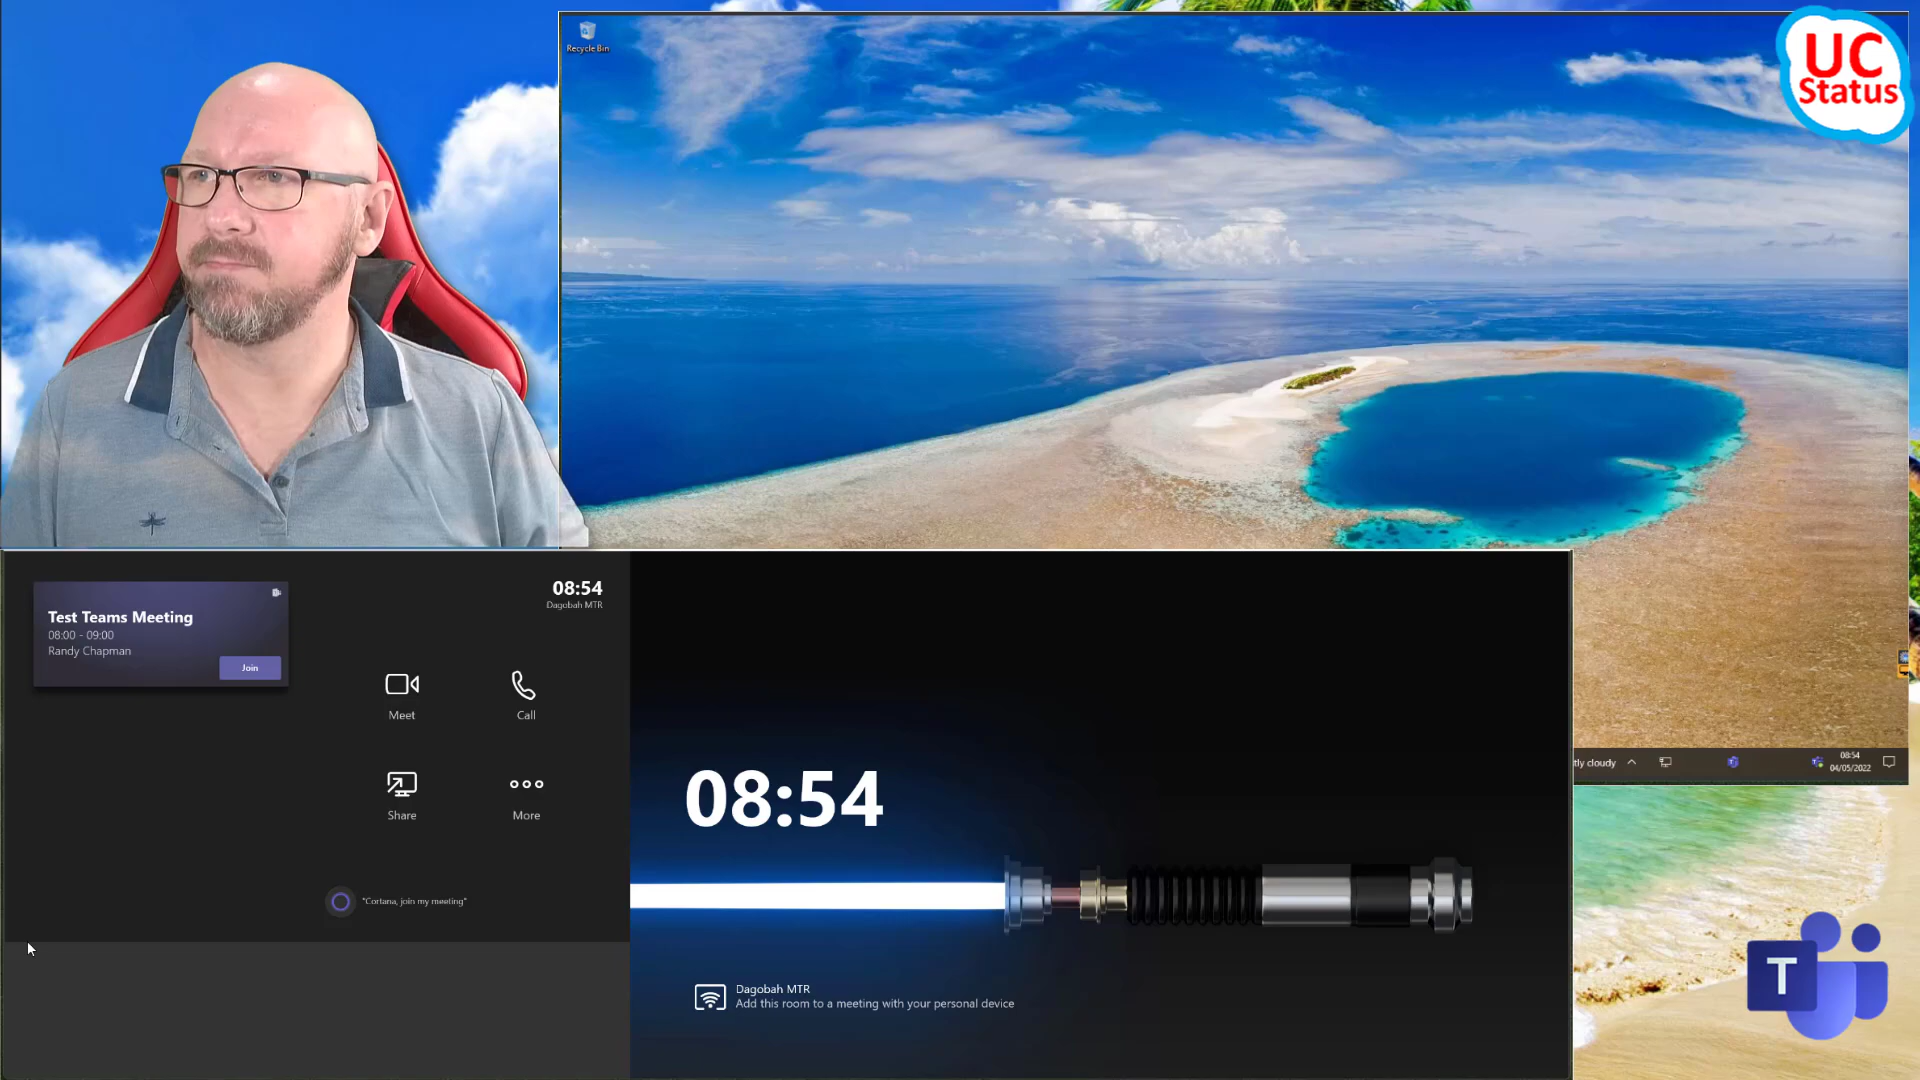 Recycle Bin
UC
Status
Test Teams Meeting
08:00 - 09:00
Randy Chapman
Join
08:54
Dagobah MTR
Meet
Call
Share
More
"Cortana, join my meeting"
08:54
Dagobah MTR
Add this room to a meeting with your personal device
tly cloudy
08:54
04/05/2022
T